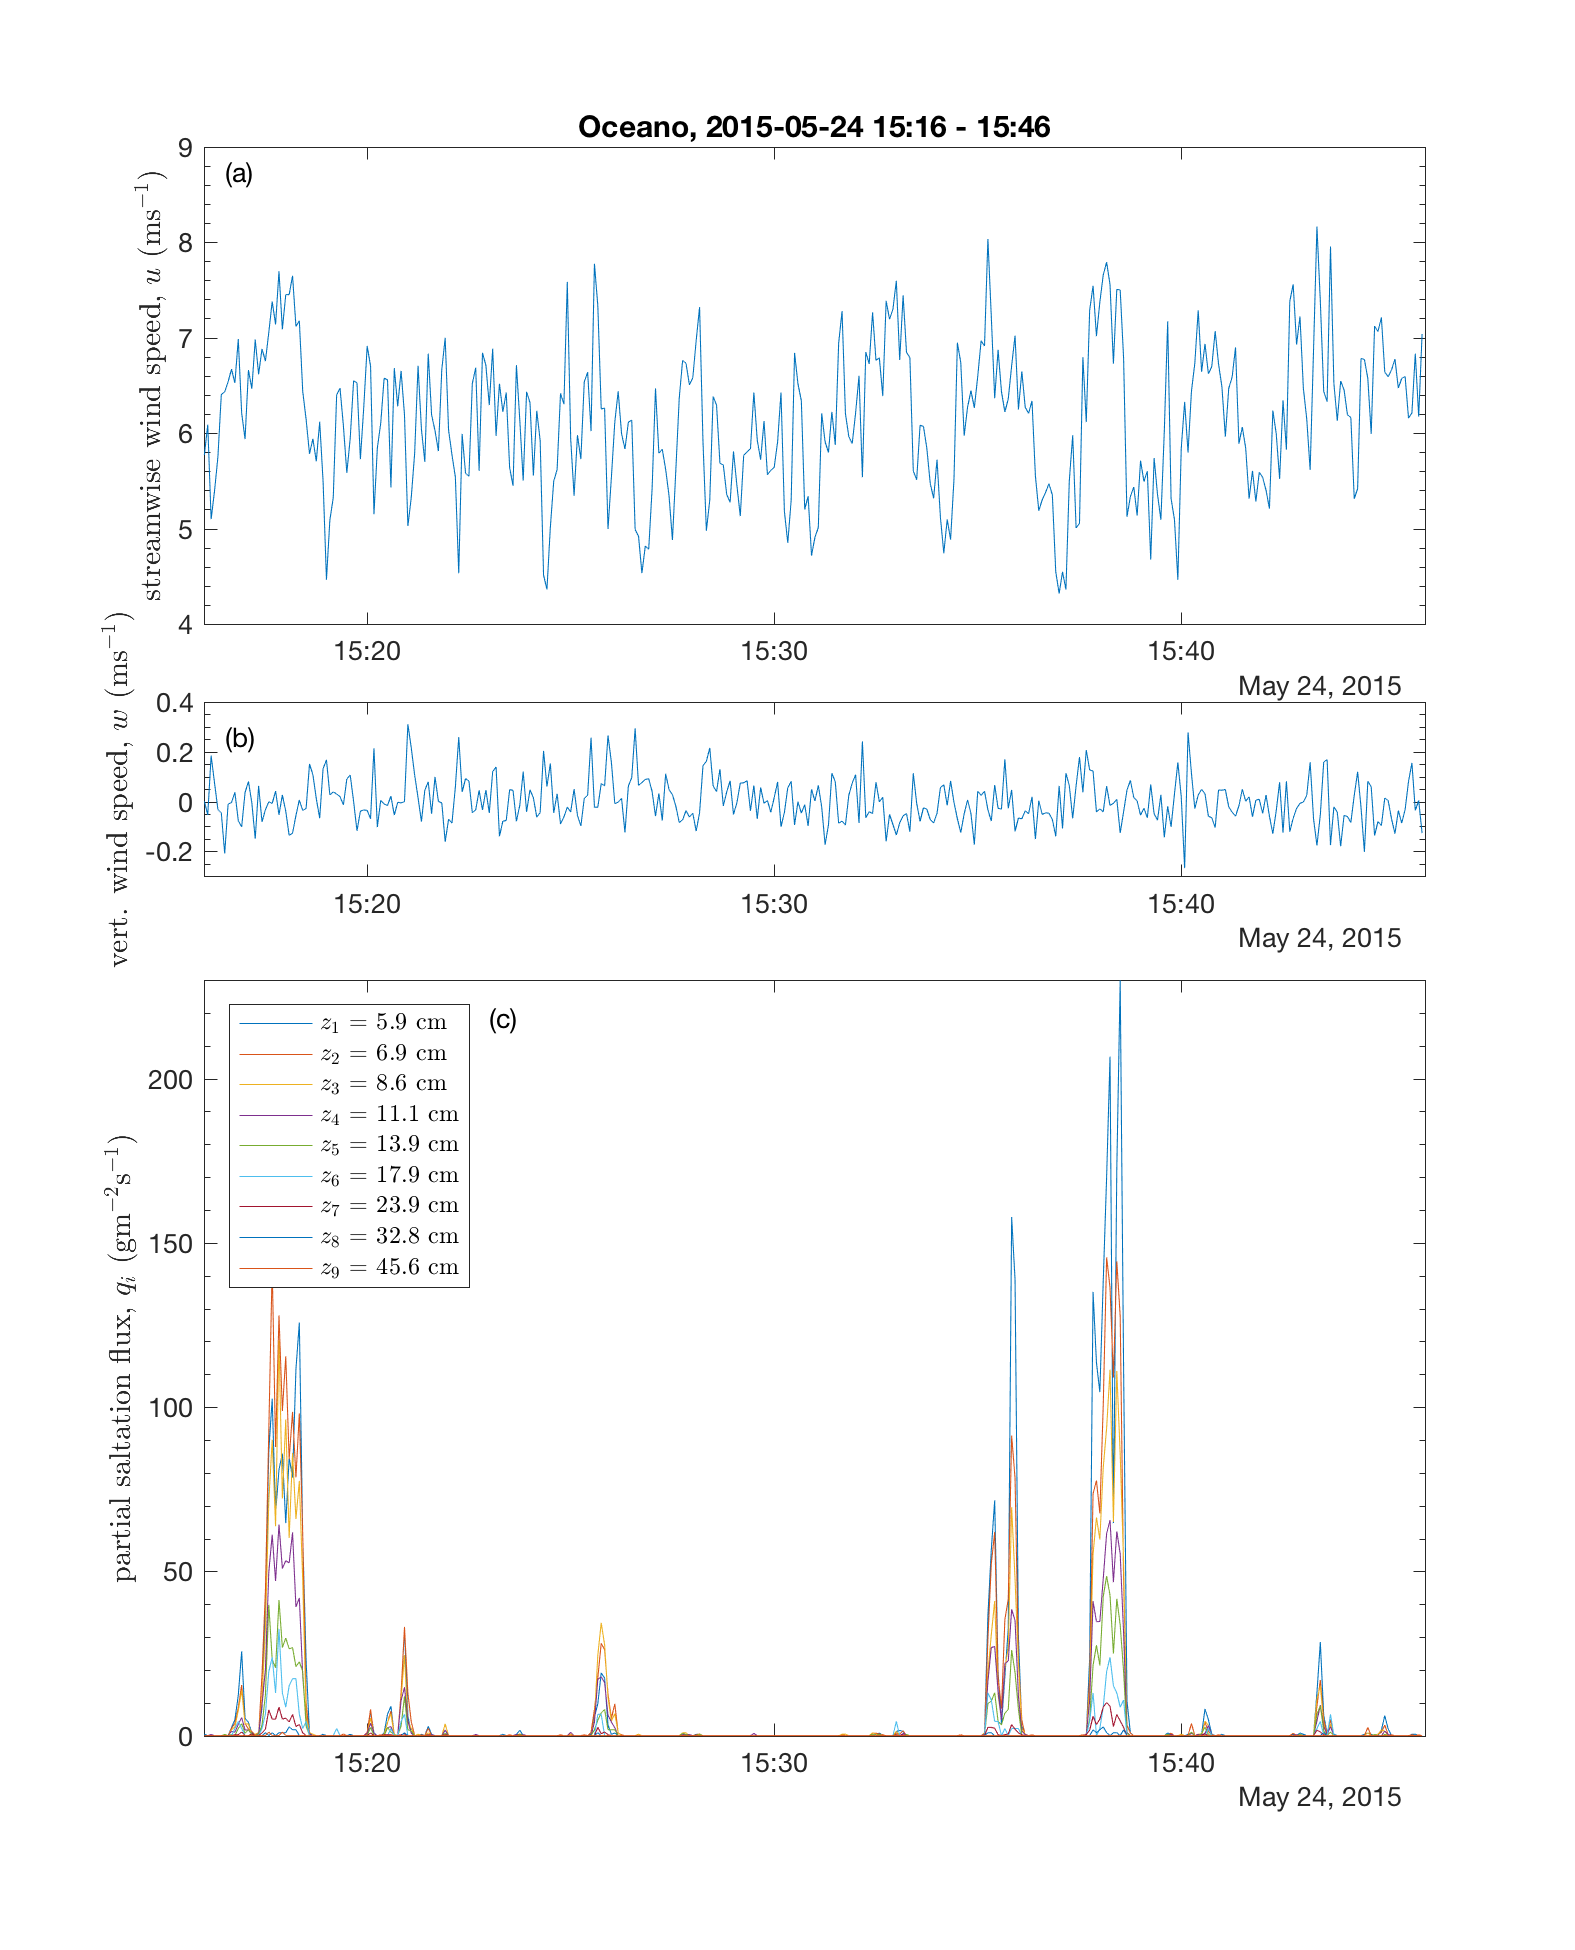 Oceano, 2015-05-24 15:16 - 15:46
(a)
streamwise wind speed, u (ms⁻¹)
9
8
7
6
5
4
15:20 15:30 15:40
May 24, 2015
(b)
vert. wind speed, w (ms⁻¹)
0.4
0.2
0
-0.2
15:20 15:30 15:40
May 24, 2015
(c)
partial saltation flux, qᵢ (gm⁻²s⁻¹)
200
150
100
50
0
z₁ = 5.9 cm
z₂ = 6.9 cm
z₃ = 8.6 cm
z₄ = 11.1 cm
z₅ = 13.9 cm
z₆ = 17.9 cm
z₇ = 23.9 cm
z₈ = 32.8 cm
z₉ = 45.6 cm
15:20 15:30 15:40
May 24, 2015